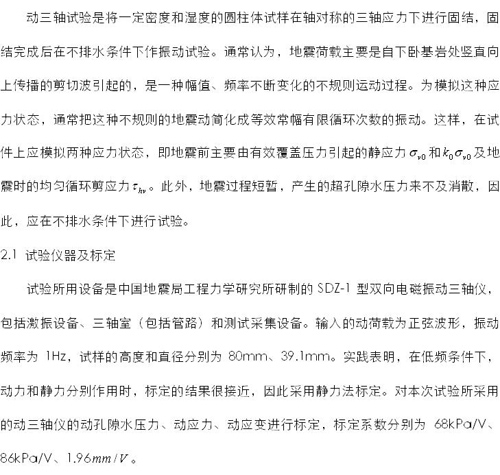 动三轴试验是将一定密度和湿度的圆柱体试样在轴对称的三轴应力下进行固结，固
结完成后在不排水条件下作振动试验。通常认为，地震荷载主要是自下卧基岩处竖直向
上传播的剪切波引起的，是一种幅值、频率不断变化的不规则运动过程。为模拟这种应
力状态，通常把这种不规则的地震动简化成等效常幅有限循环次数的振动。这样，在试
件上应模拟两种应力状态，即地震前主要由有效覆盖压力引起的静应力σv0和k0σv0及地
震时的均匀循环剪应力τhv。此外，地震过程短暂，产生的超孔隙水压力来不及消散，因
此，应在不排水条件下进行试验。
2.1 试验仪器及标定
试验所用设备是中国地震局工程力学研究所研制的 SDZ-1 型双向电磁振动三轴仪，
包括激振设备、三轴室（包括管路）和测试采集设备。输入的动荷载为正弦波形，振动
频率为 1Hz，试样的高度和直径分别为 80mm、39.1mm。实践表明，在低频条件下，
动力和静力分别作用时，标定的结果很接近，因此采用静力法标定。对本次试验所采用
的动三轴仪的动孔隙水压力、动应力、动应变进行标定，标定系数分别为 68kPa/V、
86kPa/V、1.96mm/V。